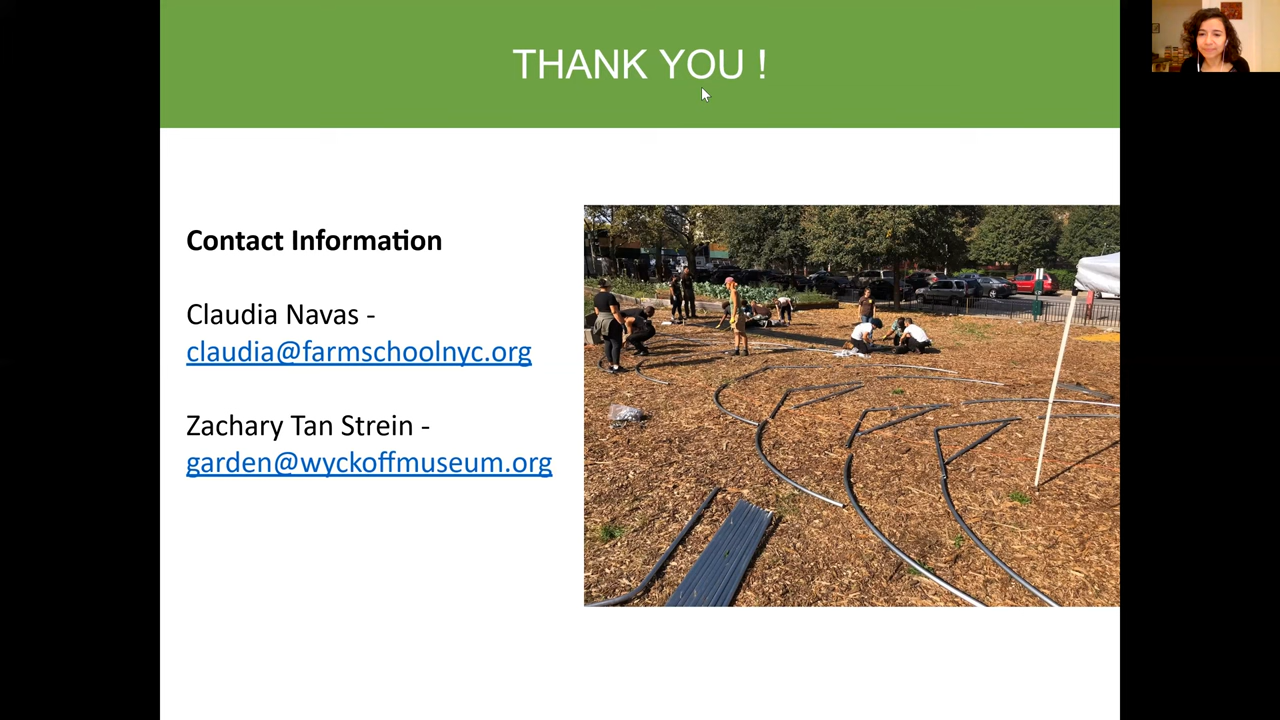 THANK YOU !
Contact Information
Claudia Navas -
claudia@farmschoolnyc.org
Zachary Tan Strein -
garden@wyckoffmuseum.org